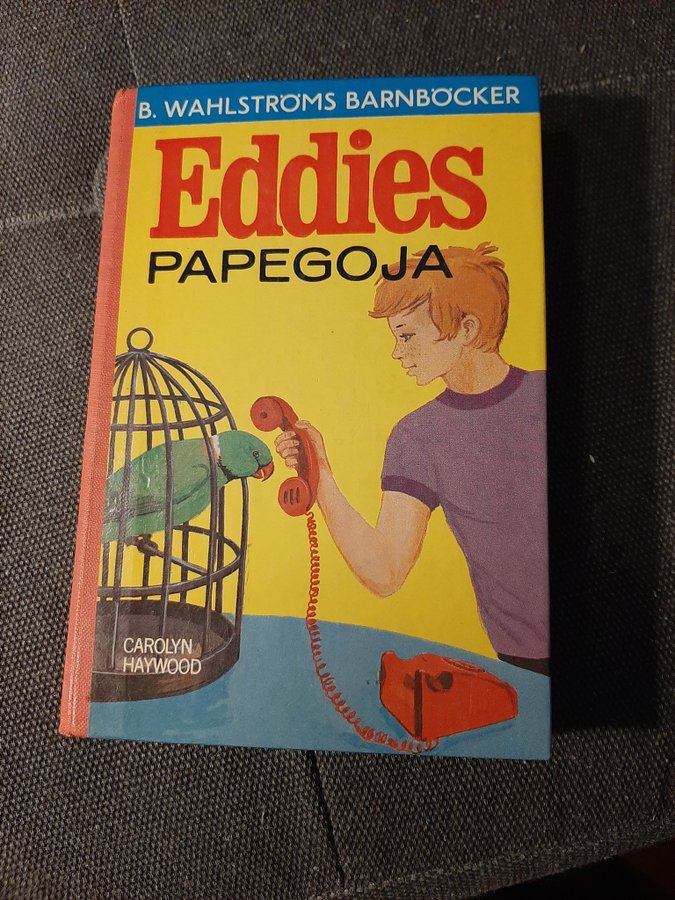 B. WAHLSTRÖMS BARNBÖCKER
Eddies
PAPEGOJA
CAROLYN
HAYWOOD